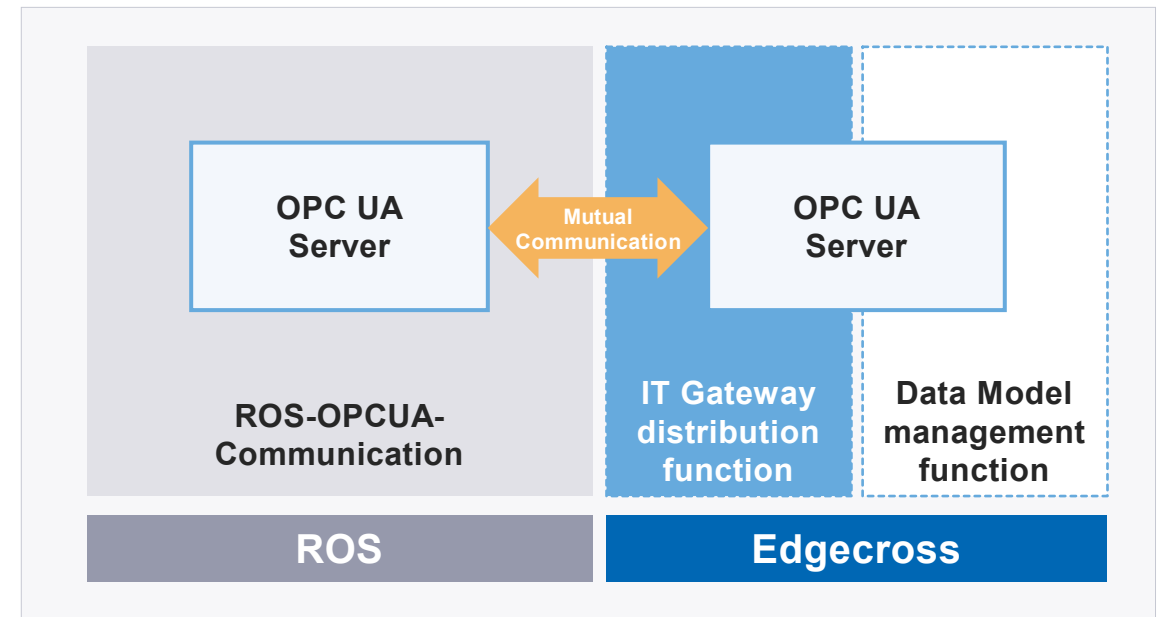 OPC UA
Server
Mutual
Communication
OPC UA
Server
ROS-OPCUA-
Communication
IT Gateway
distribution
function
Data Model
management
function
ROS
Edgecross